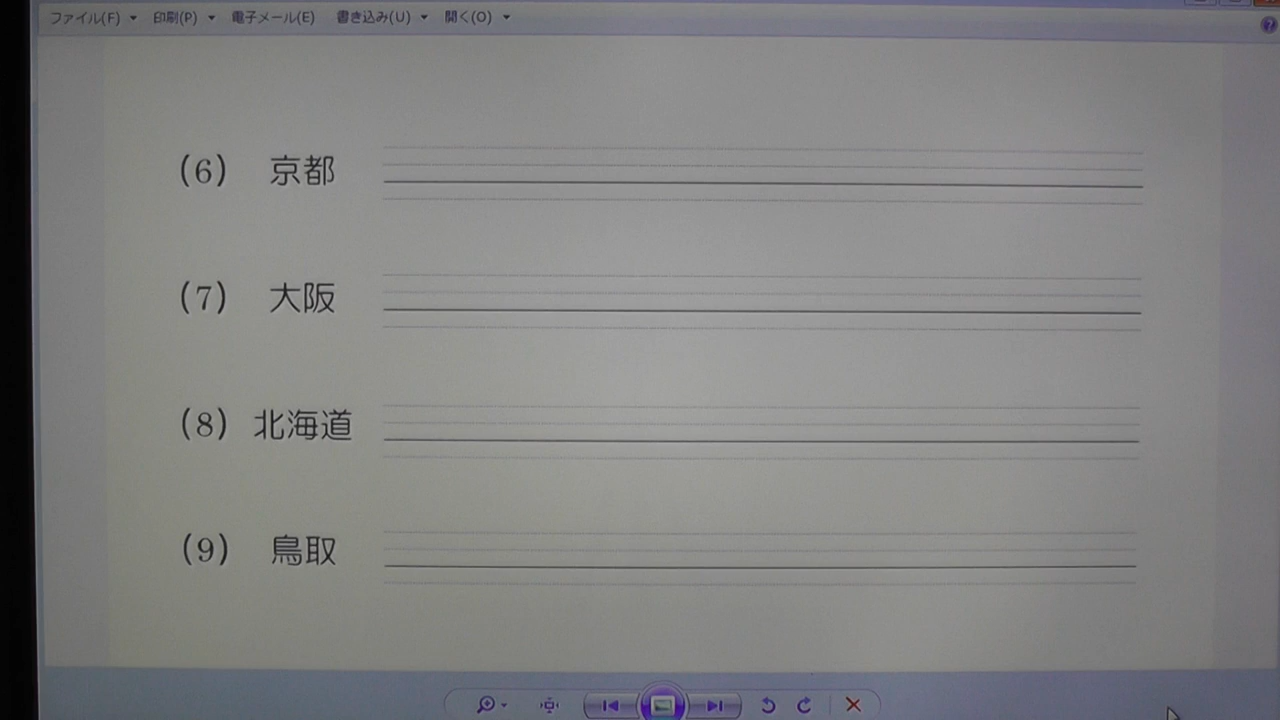 ファイル(F) 印刷(P) 電子メール(E) 書き込み(U) 開く(O)
(6) 京都
(7) 大阪
(8) 北海道
(9) 鳥取